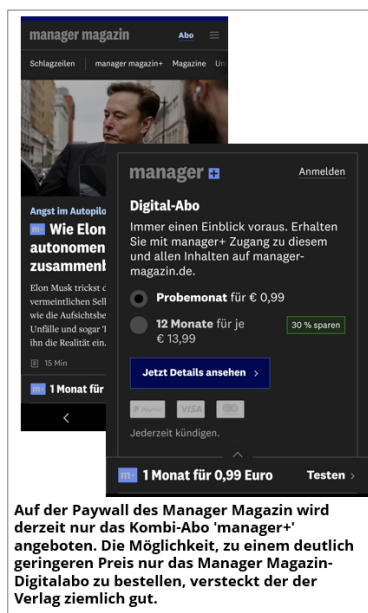 manager magazin
Abo
Schlagzeilen
manager magazin+ Magazine
manager +
Anmelden
Digital-Abo
Immer einen Einblick voraus. Erhalten
Sie mit manager+ Zugang zu diesem
und allen Inhalten auf manager-
magazin.de.
Probemonat für € 0,99
12 Monate für je
€ 13,99
30 % sparen
Jetzt Details ansehen >
PayPal
VISA
Jederzeit kündigen.
m+ 1 Monat für 0,99 Euro
Testen >
Angst im Autopilo
m+ Wie Elon
autonomen
zusammenb
Elon Musk trickst d
vermeintlichen Sel
wie die Aufsichtsbe
Unfälle und sogar 'T
ihn die Realität ein.
15 Min
m+ 1 Monat für
Auf der Paywall des Manager Magazin wird
derzeit nur das Kombi-Abo 'manager+'
angeboten. Die Möglichkeit, zu einem deutlich
geringeren Preis nur das Manager Magazin-
Digitalabo zu bestellen, versteckt der der
Verlag ziemlich gut.